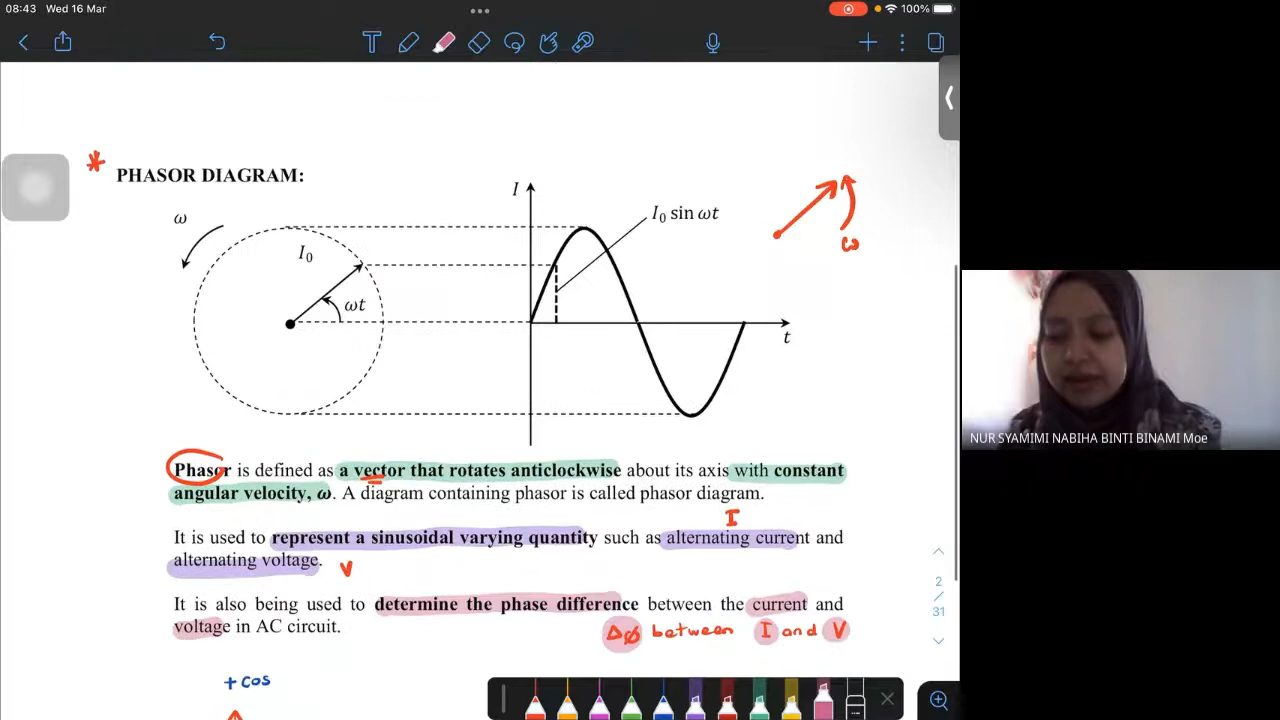 08:43 Wed 16 Mar
100%
*
PHASOR DIAGRAM:
ω
I₀
ωt
I
I₀ sin ωt
t
ω
Phasor is defined as a vector that rotates anticlockwise about its axis with constant
angular velocity, ω. A diagram containing phasor is called phasor diagram.
I
It is used to represent a sinusoidal varying quantity such as alternating current and
alternating voltage.
V
It is also being used to determine the phase difference between the current and
voltage in AC circuit.
Δø between I and V
+ cos
2
/
31
NUR SYAMIMI NABIHA BINTI BINAMI Moe